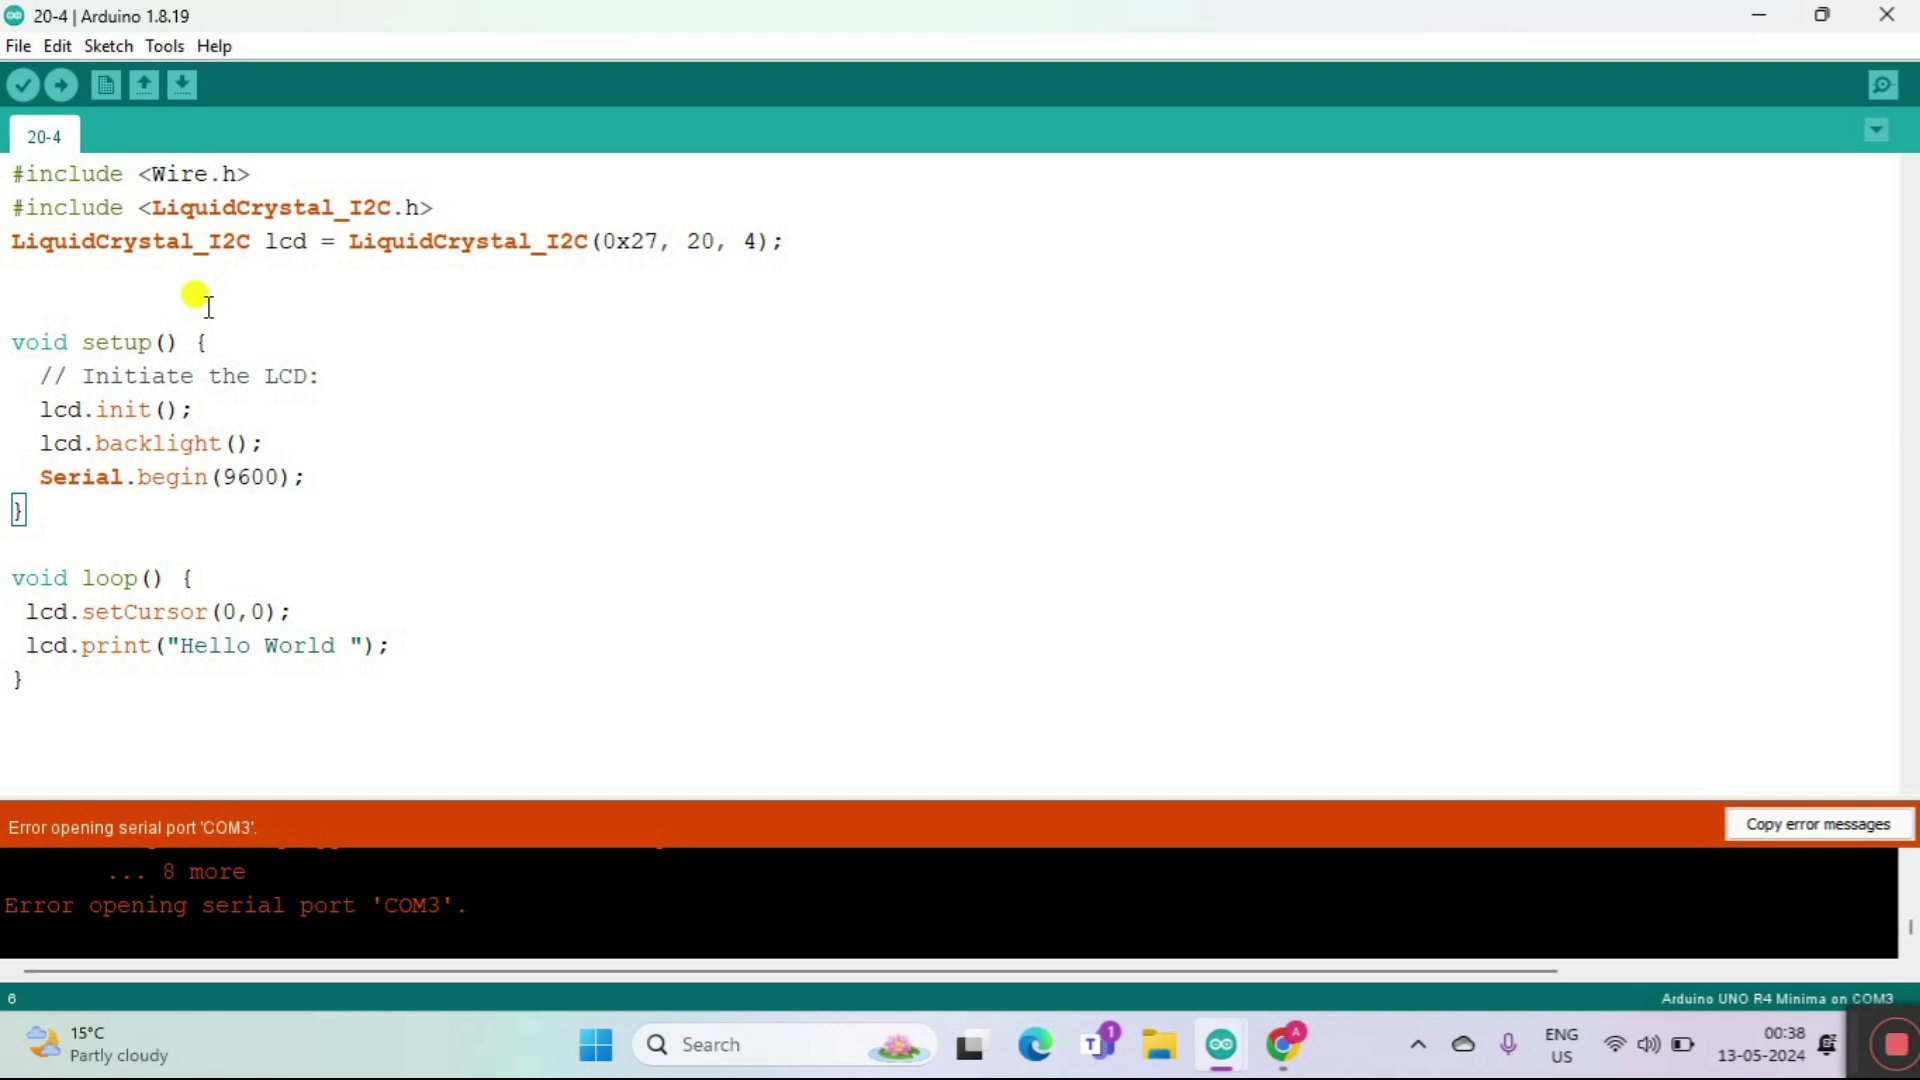 20-4 | Arduino 1.8.19
File Edit Sketch Tools Help
20-4
#include <Wire.h>
#include <LiquidCrystal_I2C.h>
LiquidCrystal_I2C lcd = LiquidCrystal_I2C(0x27, 20, 4);
void setup() {
// Initiate the LCD:
lcd.init();
lcd.backlight();
Serial.begin(9600);
}
void loop() {
lcd.setCursor(0,0);
lcd.print("Hello World ");
}
Error opening serial port 'COM3'.
Copy error messages
... 8 more
Error opening serial port 'COM3'.
6
Arduino UNO R4 Minima on COM3
15°C
Partly cloudy
Search
1
A
ENG
US
00:38
13-05-2024